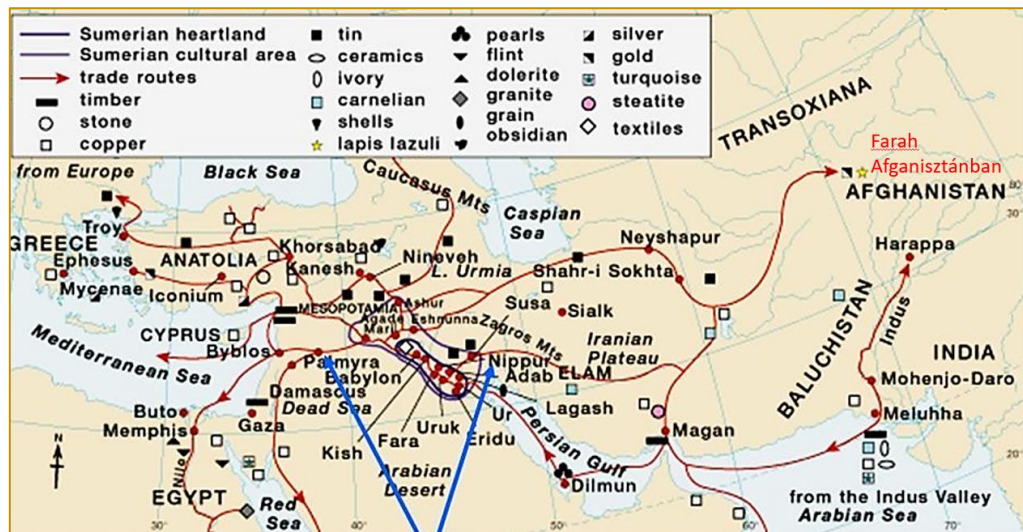 Sumerian heartland
Sumerian cultural area
trade routes
timber
stone
copper
tin
ceramics
ivory
carnelian
shells
lapis lazuli
pearls
flint
dolerite
granite
grain
obsidian
silver
gold
turquoise
steatite
textiles
TRANSOXIANA
Farah
Afganisztánban
AFGHANISTAN
from Europe
Black Sea
Caucasus Mts
Caspian
Sea
Troy
GREECE
Ephesus
ANATOLIA
Khorsabad
Kanesh
Nineveh
L. Urmia
Neyshapur
Shahr-i Sokhta
Harappa
Mycenae
Iconium
MESOPOTAMIA
Ashur
Agade
Eshnunna
Mari
Susa
Sialk
Zagros Mts
Iranian
Plateau
BALUCHISTAN
Indus
INDIA
CYPRUS
Mediterranean Sea
Byblos
Palmyra
Babylon
Nippur
Adab
ELAM
Damascus
Dead Sea
Ur
Lagash
Mohenjo-Daro
Meluhha
Buto
Memphis
Gaza
Kish
Fara
Uruk
Eridu
Persian Gulf
Magan
Arabian
Desert
Dilmun
N
Nile
EGYPT
Red
Sea
from the Indus Valley
Arabian Sea
80
30°
20°
30°
40°
50°
60°
70°